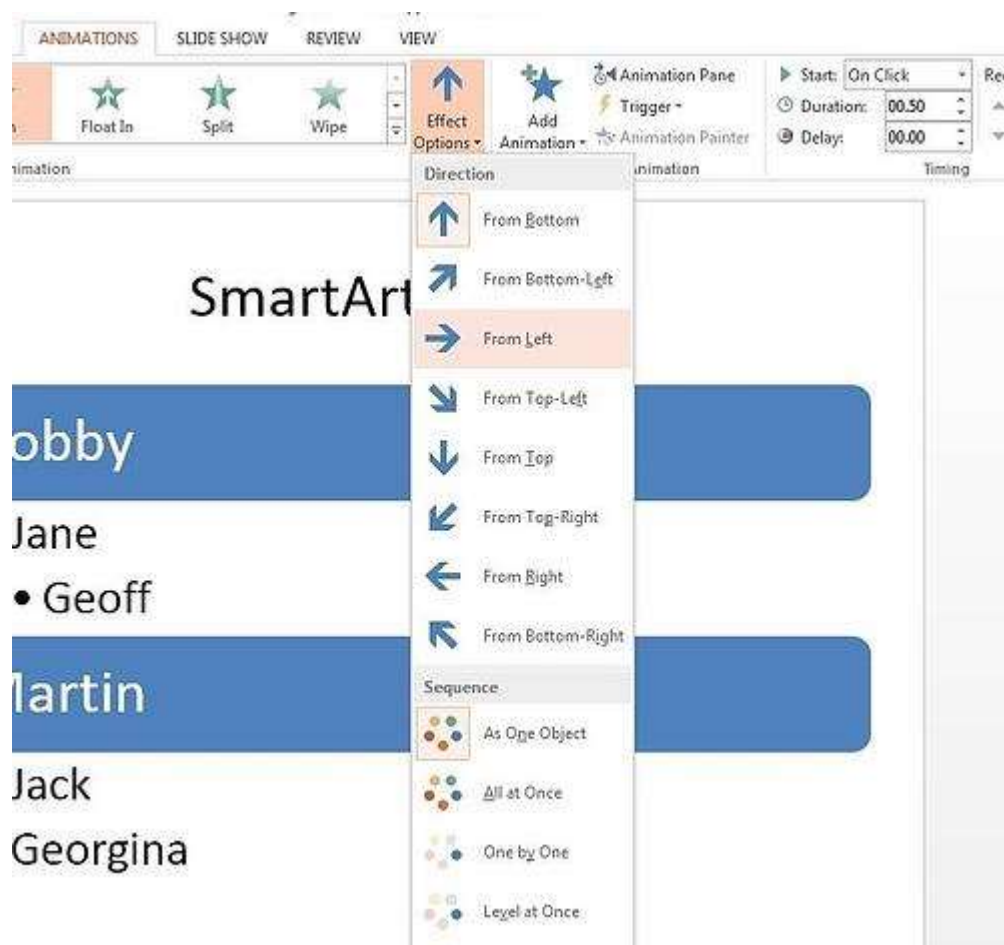 ANIMATIONS SLIDE SHOW REVIEW VIEW
Float In Split Wipe
Effect Options
Add Animation
Animation Pane
Trigger
Animation Painter
Start: On Click
Duration: 00.50
Delay: 00.00
Timing
Direction
From Bottom
From Bottom-Left
From Left
From Top-Left
From Top
From Top-Right
From Right
From Bottom-Right
Sequence
As One Object
All at Once
One by One
Level at Once
SmartArt
obby
Jane
• Geoff
artin
Jack
Georgina